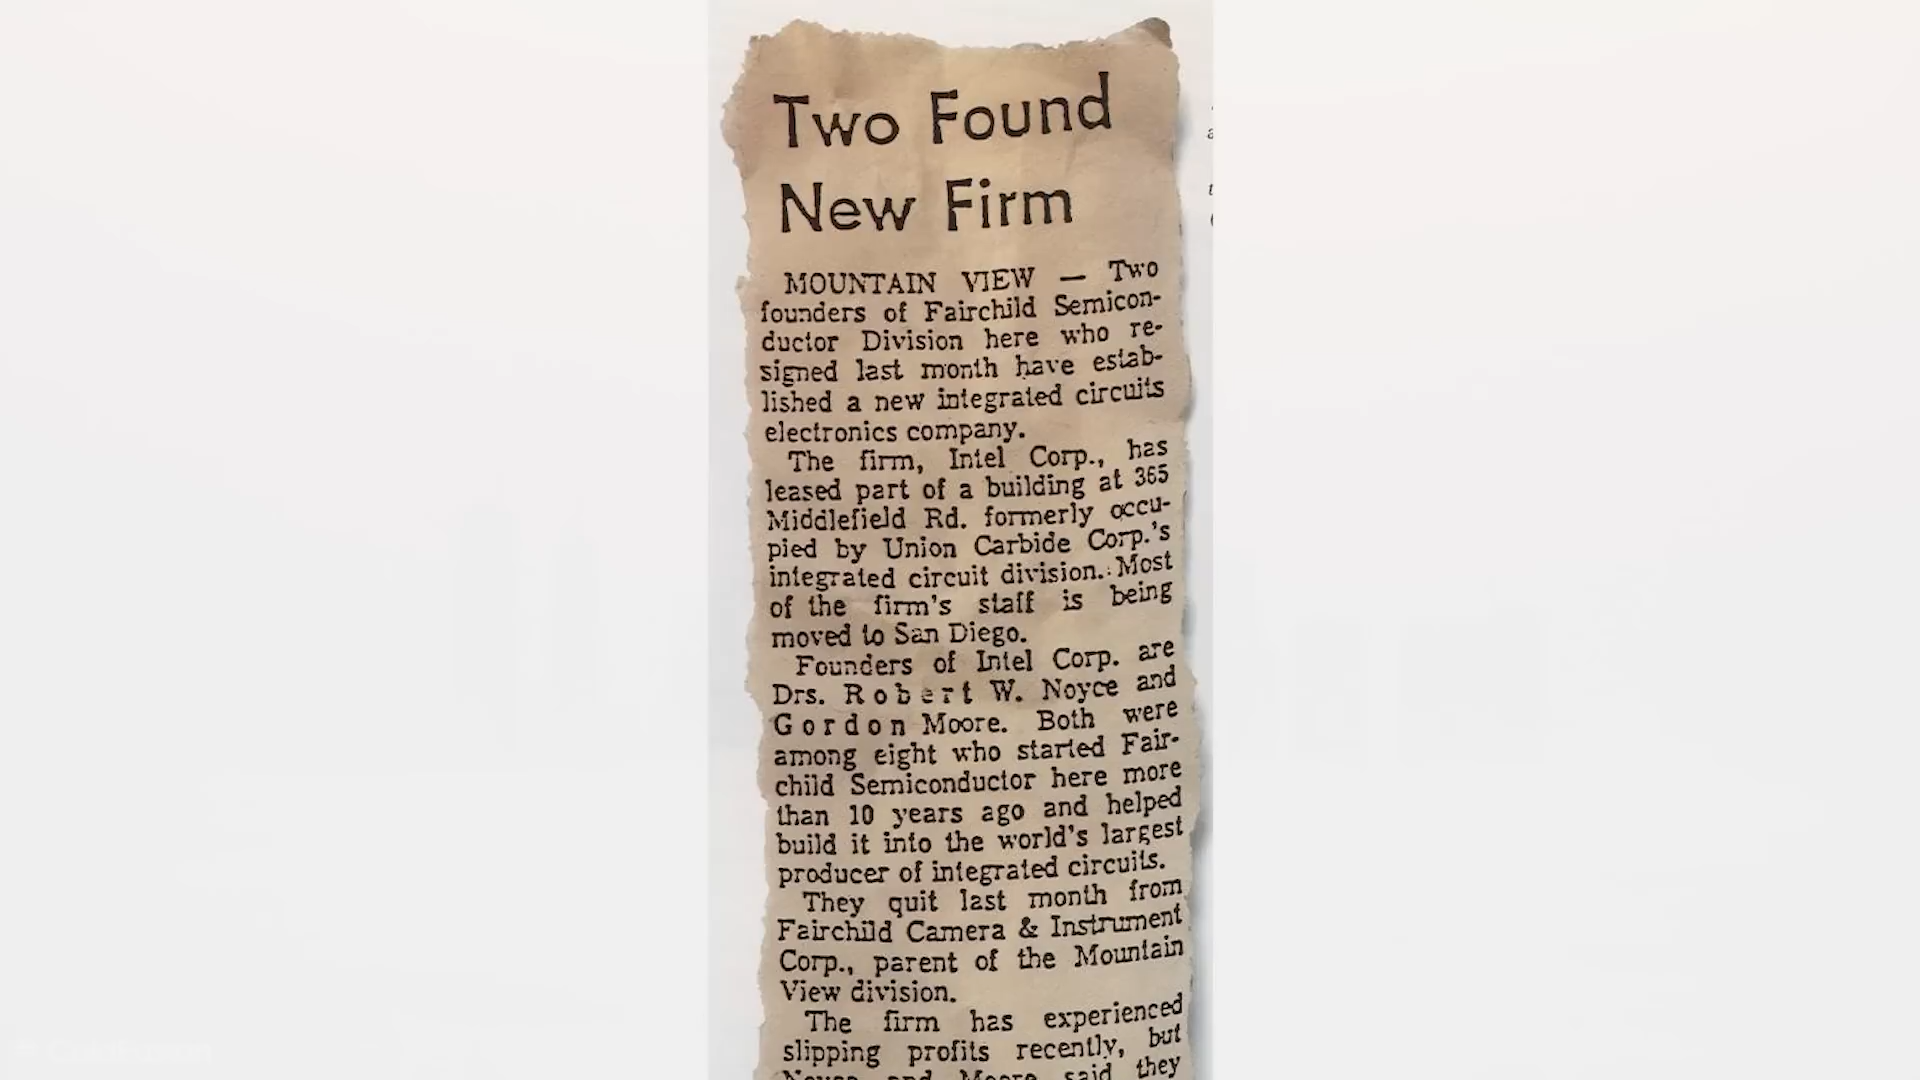 Two Found
New Firm
MOUNTAIN VIEW — Two
founders of Fairchild Semicon-
ductor Division here who re-
signed last month have estab-
lished a new integrated circuits
electronics company.
The firm, Intel Corp., has
leased part of a building at 365
Middlefield Rd. formerly occu-
pied by Union Carbide Corp.'s
integrated circuit division. Most
of the firm's staff is being
moved to San Diego.
Founders of Intel Corp. are
Drs. Robert W. Noyce and
Gordon Moore. Both were
among eight who started Fair-
child Semiconductor here more
than 10 years ago and helped
build it into the world's largest
producer of integrated circuits.
They quit last month from
Fairchild Camera & Instrument
Corp., parent of the Mountain
View division.
The firm has experienced
slipping profits recently, but
Noyce and Moore said they